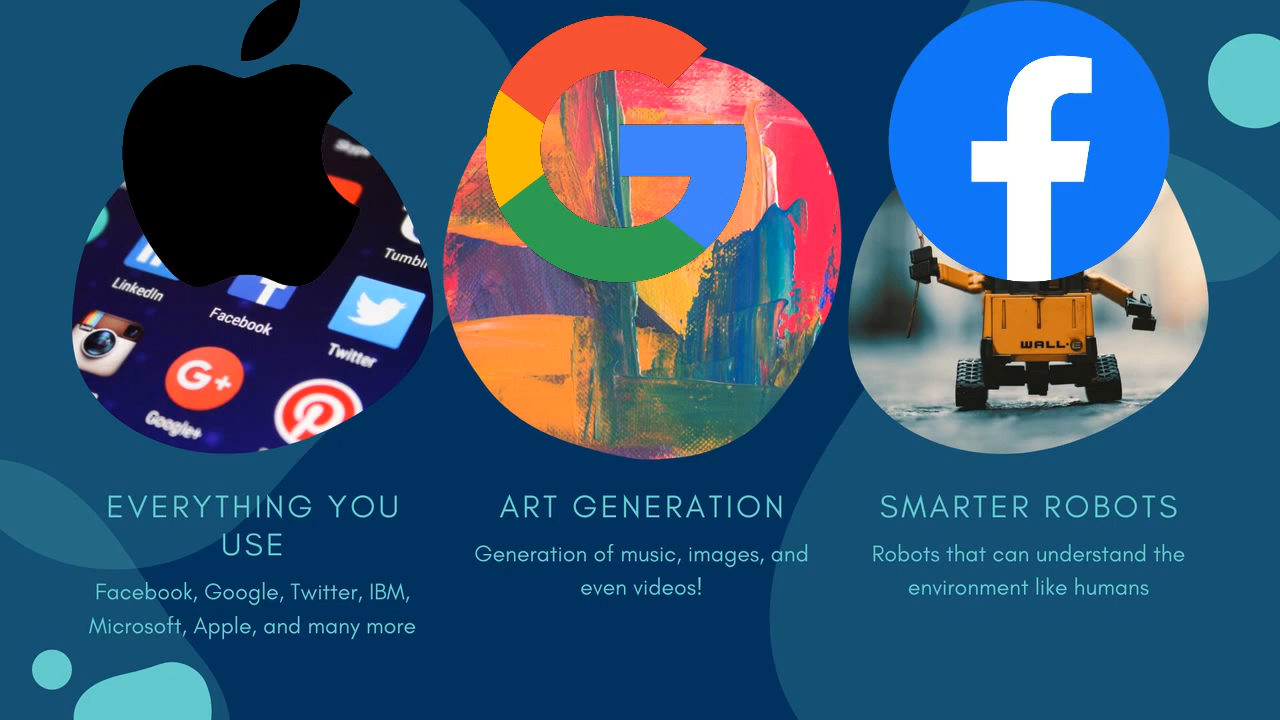 Skype
Tumblr
LinkedIn
Facebook
Twitter
G+
Google+
WALL·E
EVERYTHING YOU
USE
Facebook, Google, Twitter, IBM,
Microsoft, Apple, and many more
ART GENERATION
Generation of music, images, and
even videos!
SMARTER ROBOTS
Robots that can understand the
environment like humans